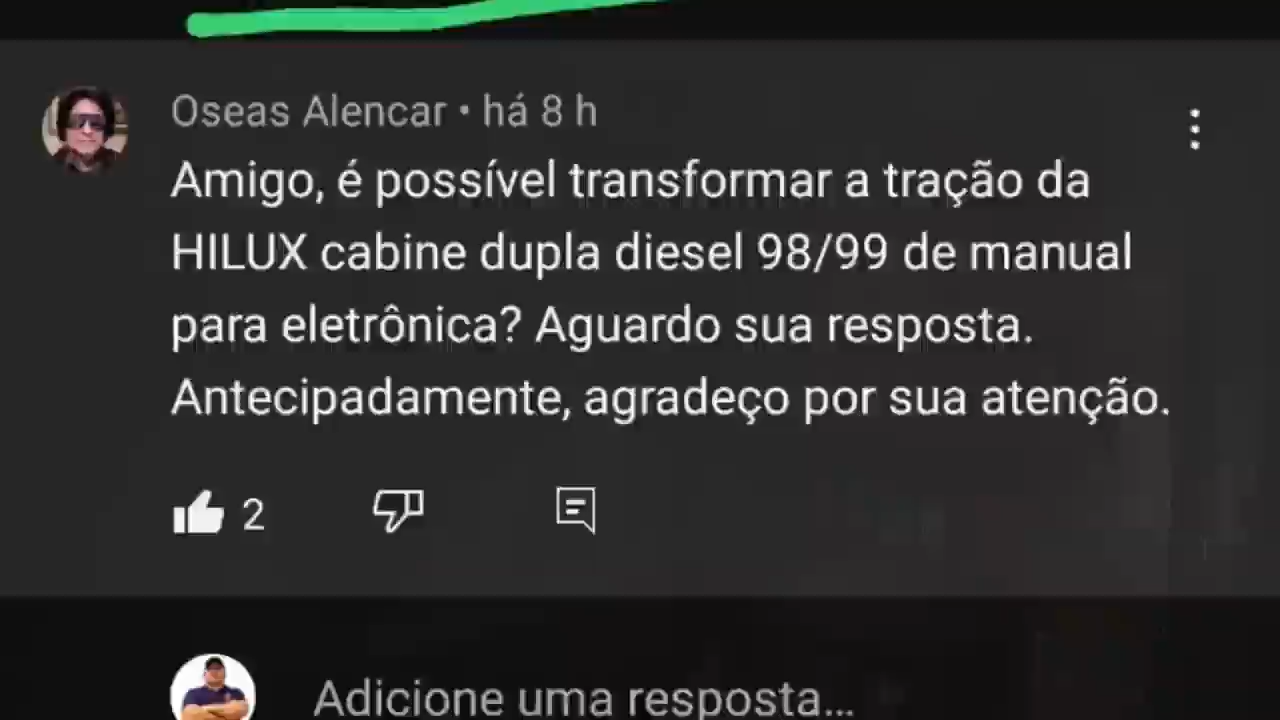 Oseas Alencar • há 8 h
Amigo, é possível transformar a tração da
HILUX cabine dupla diesel 98/99 de manual
para eletrônica? Aguardo sua resposta.
Antecipadamente, agradeço por sua atenção.
2
Adicione uma resposta...